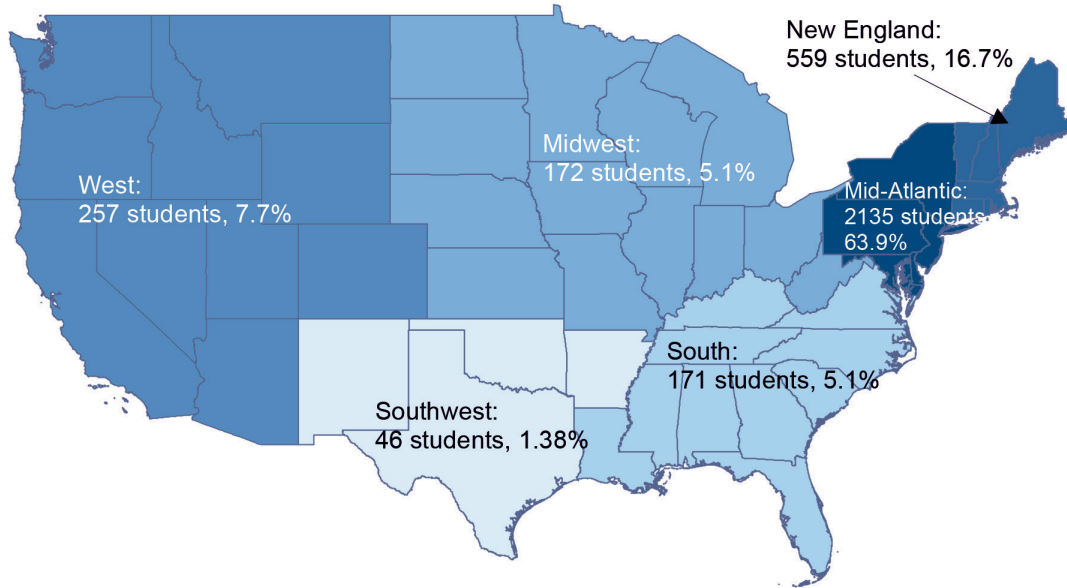 New England:
559 students, 16.7%
Midwest:
172 students, 5.1%
West:
257 students, 7.7%
Mid-Atlantic:
2135 students
63.9%
South:
171 students, 5.1%
Southwest:
46 students, 1.38%